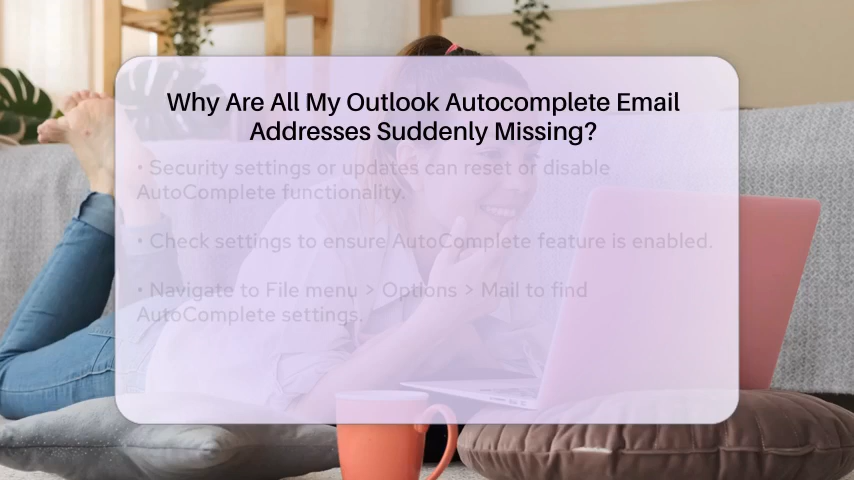 Why Are All My Outlook Autocomplete Email
Addresses Suddenly Missing?
• Security settings or updates can reset or disable
AutoComplete functionality.
• Check settings to ensure AutoComplete feature is enabled.
• Navigate to File menu > Options > Mail to find
AutoComplete settings.